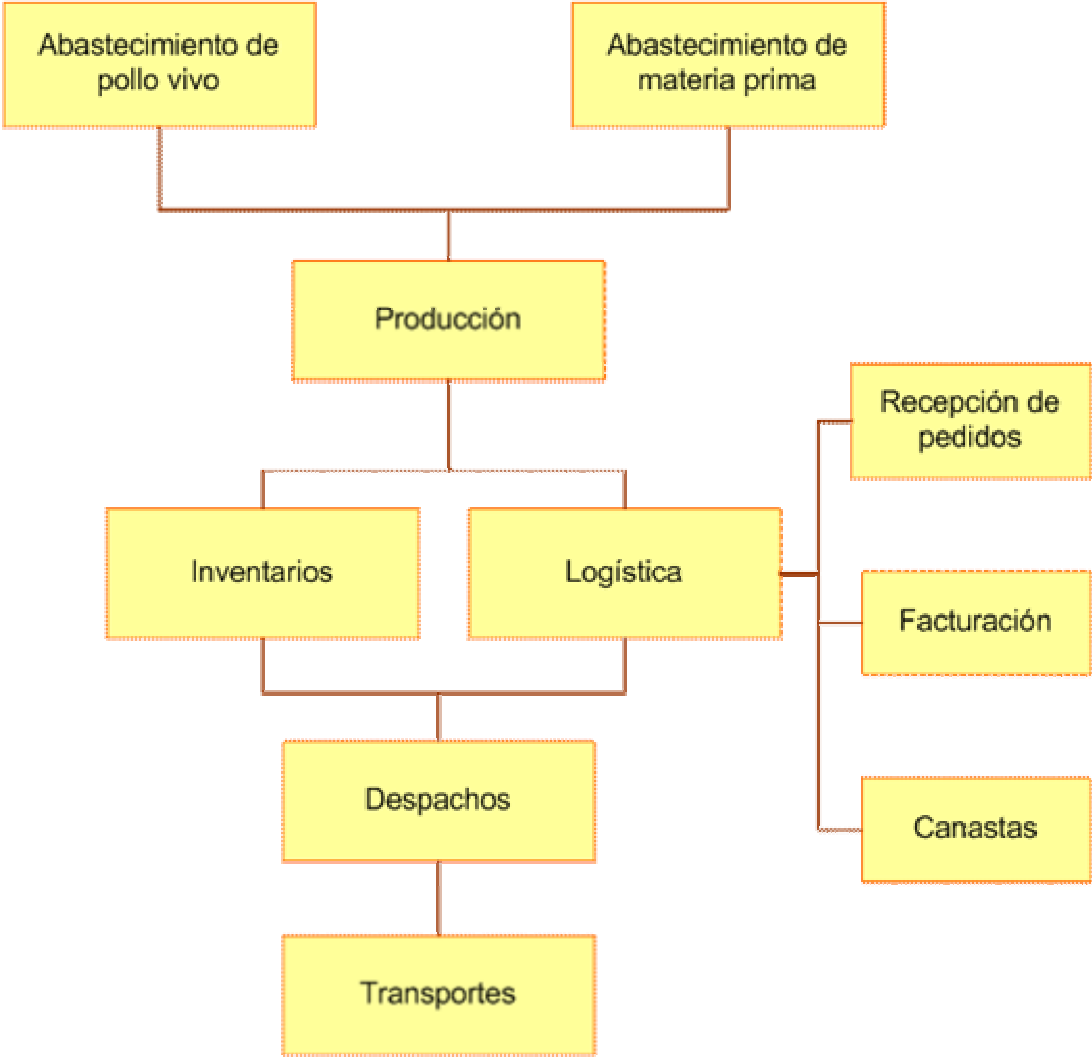 Abastecimiento de
pollo vivo
Abastecimiento de
materia prima
Producción
Recepción de
pedidos
Inventarios
Logística
Facturación
Despachos
Canastas
Transportes